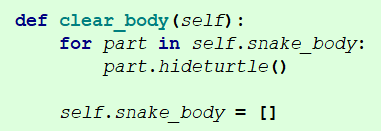 def clear_body(self):
    for part in self.snake_body:
        part.hideturtle()

    self.snake_body = []